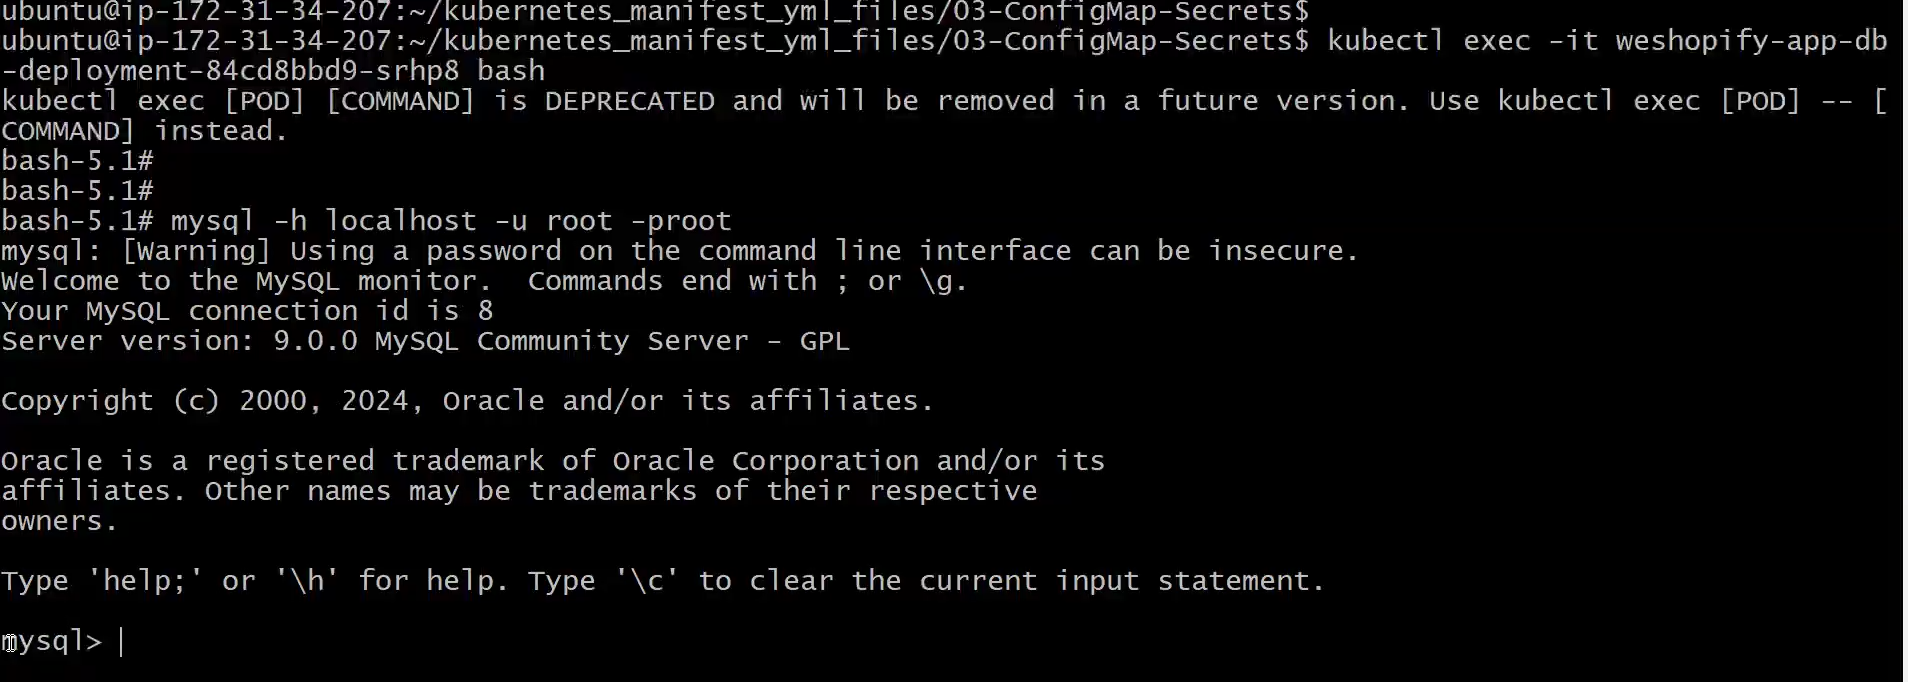 ubuntu@ip-172-31-34-207:~/kubernetes_manifest_yml_files/03-ConfigMap-Secrets$
ubuntu@ip-172-31-34-207:~/kubernetes_manifest_yml_files/03-ConfigMap-Secrets$ kubectl exec -it weshopify-app-db
-deployment-84cd8bbd9-srhp8 bash
kubectl exec [POD] [COMMAND] is DEPRECATED and will be removed in a future version. Use kubectl exec [POD] -- [
COMMAND] instead.
bash-5.1#
bash-5.1#
bash-5.1# mysql -h localhost -u root -proot
mysql: [Warning] Using a password on the command line interface can be insecure.
Welcome to the MySQL monitor.  Commands end with ; or \g.
Your MySQL connection id is 8
Server version: 9.0.0 MySQL Community Server - GPL

Copyright (c) 2000, 2024, Oracle and/or its affiliates.

Oracle is a registered trademark of Oracle Corporation and/or its
affiliates. Other names may be trademarks of their respective
owners.

Type 'help;' or '\h' for help. Type '\c' to clear the current input statement.

mysql>